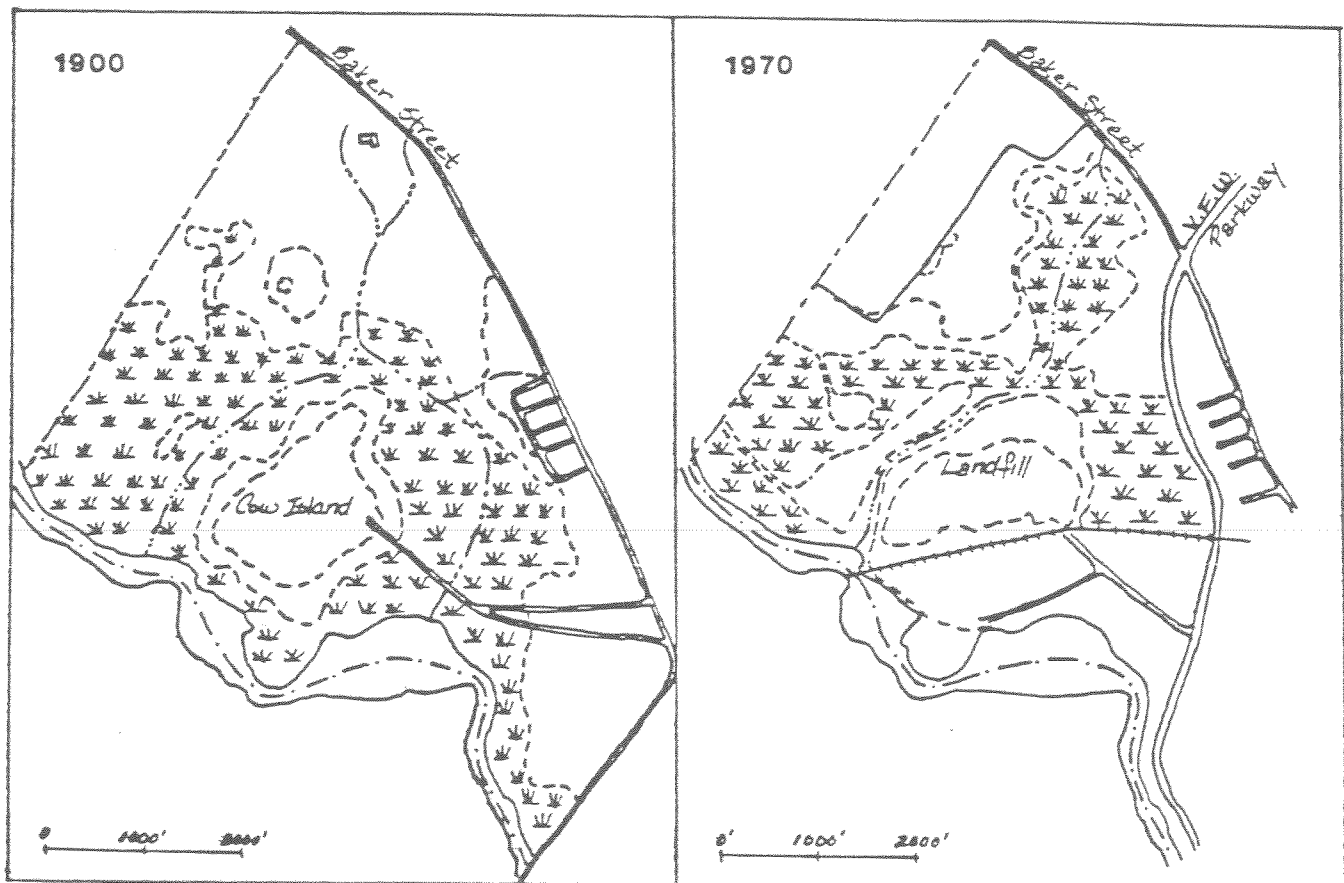 1900
Baker Street
Cow Island
0 1000' 2000'
1970
Baker Street
V.F.W.
Parkway
Landfill
0' 1000' 2000'